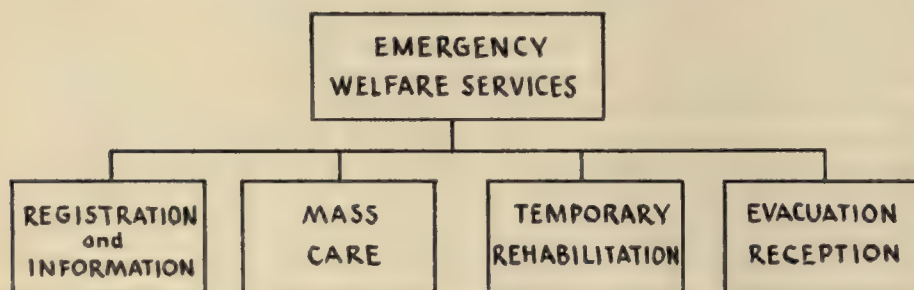 EMERGENCY
WELFARE SERVICES
REGISTRATION
and
INFORMATION
MASS
CARE
TEMPORARY
REHABILITATION
EVACUATION
RECEPTION